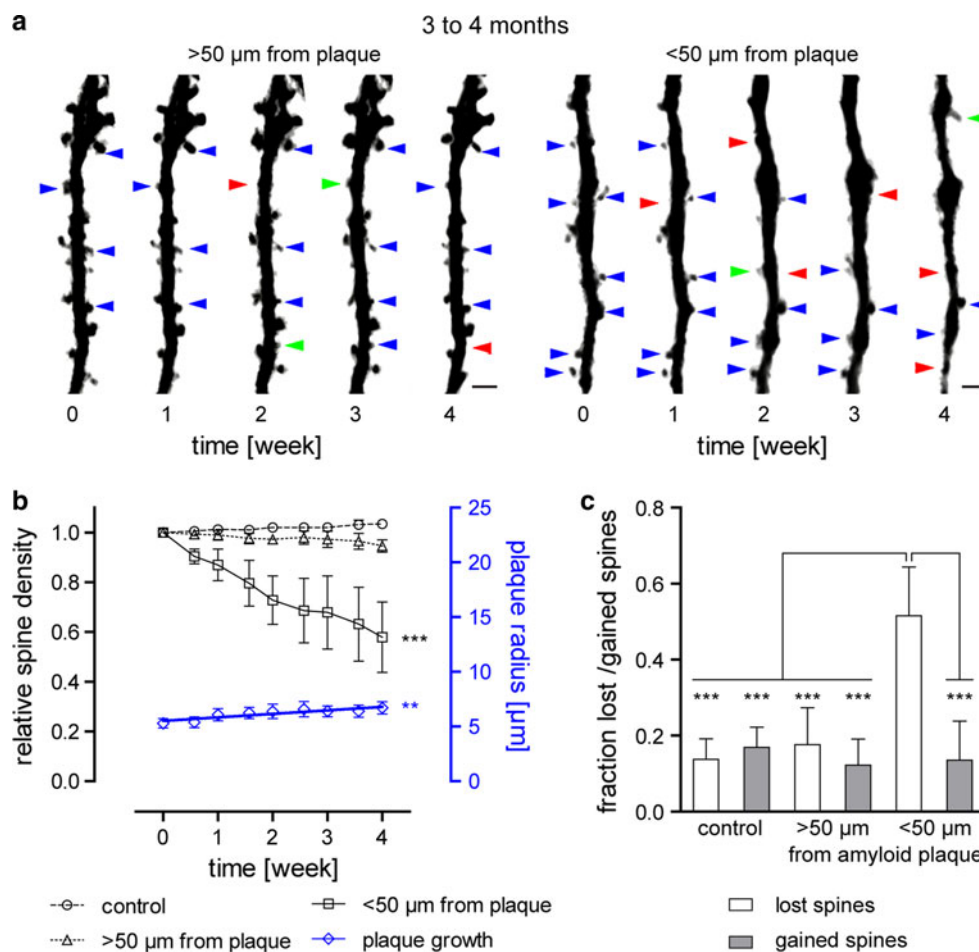 a
3 to 4 months
>50 µm from plaque
<50 µm from plaque
0 1 2 3 4
0 1 2 3 4
time [week]
time [week]
b
relative spine density
1.0
0.8
0.6
0.4
0.2
0.0
***
**
25
20
15
10
5
0
plaque radius [µm]
0 1 2 3 4
time [week]
control
>50 µm from plaque
<50 µm from plaque
plaque growth
c
fraction lost /gained spines
0.8
0.6
0.4
0.2
0.0
*** *** *** *** ***
control >50 µm <50 µm
from amyloid plaque
lost spines
gained spines